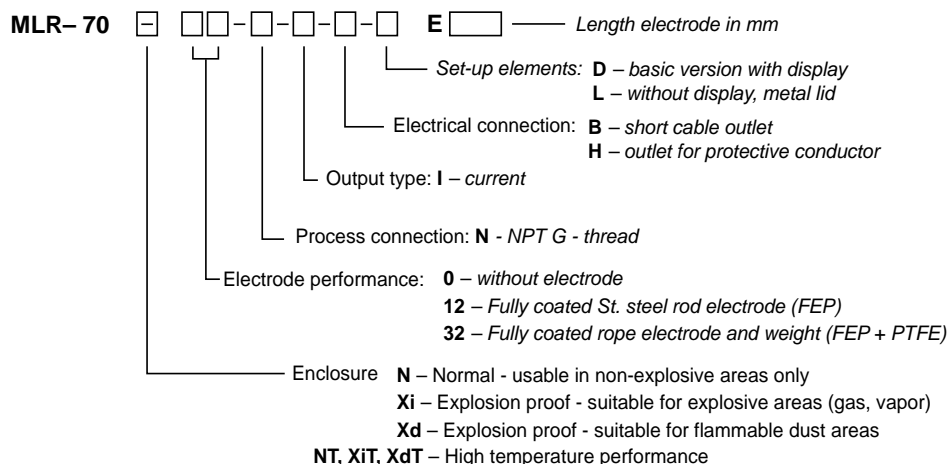 MLR– 70 – – – – – E Length electrode in mm
Set-up elements: D – basic version with display
L – without display, metal lid
Electrical connection: B – short cable outlet
H – outlet for protective conductor
Output type: I – current
Process connection: N - NPT G - thread
Electrode performance: 0 – without electrode
12 – Fully coated St. steel rod electrode (FEP)
32 – Fully coated rope electrode and weight (FEP + PTFE)
Enclosure N – Normal - usable in non-explosive areas only
Xi – Explosion proof - suitable for explosive areas (gas, vapor)
Xd – Explosion proof - suitable for flammable dust areas
NT, XiT, XdT – High temperature performance